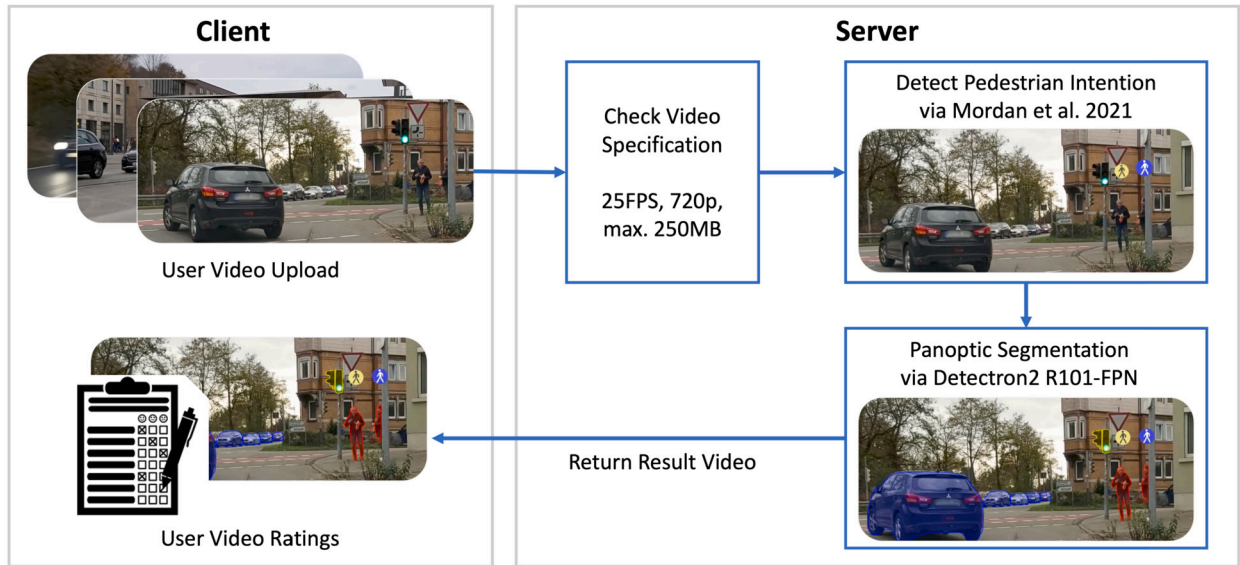 Client
User Video Upload
User Video Ratings
Server
Check Video
Specification
25FPS, 720p,
max. 250MB
Detect Pedestrian Intention
via Mordan et al. 2021
Panoptic Segmentation
via Detectron2 R101-FPN
Return Result Video